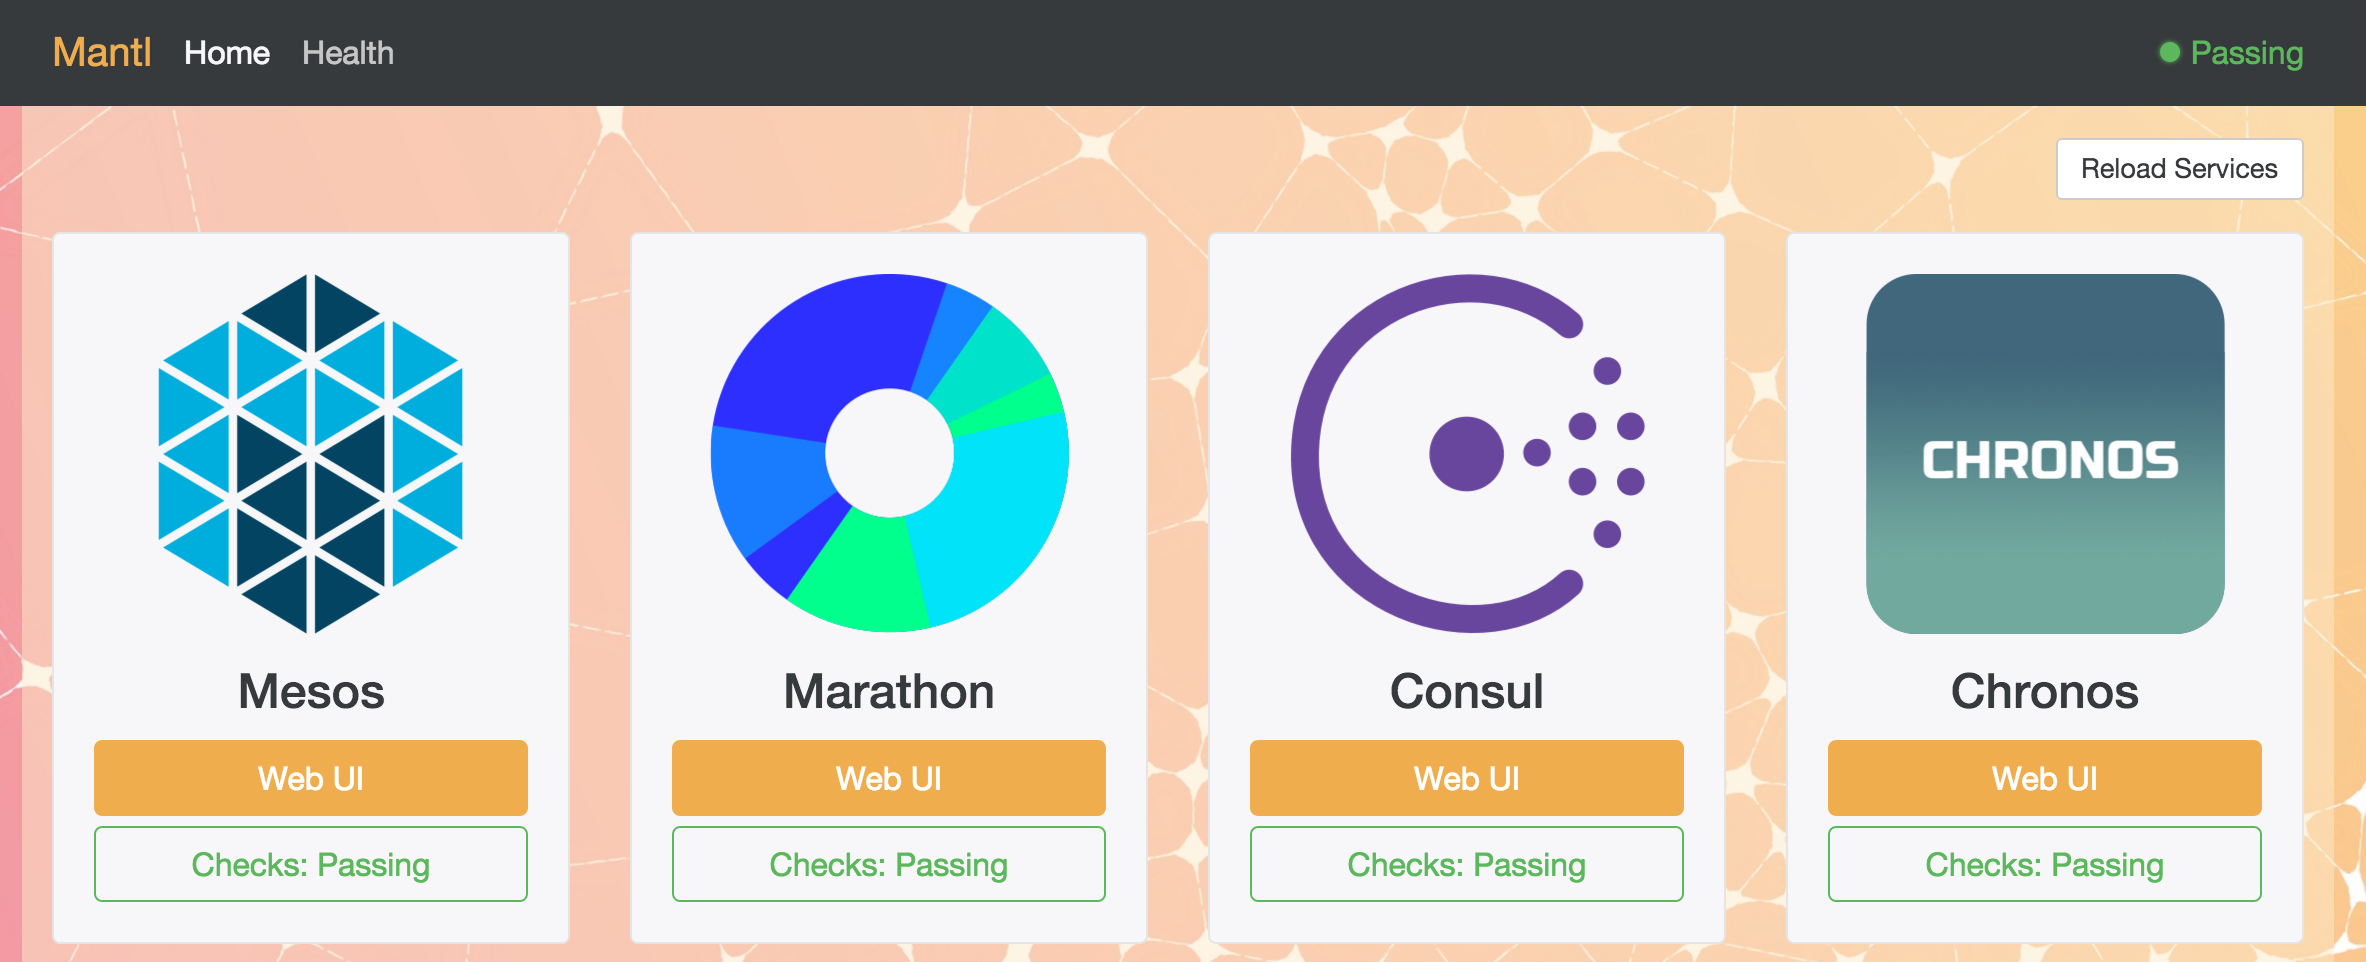 Mantl Home Health Passing
Reload Services
CHRONOS
Mesos Marathon Consul Chronos
Web UI Web UI Web UI Web UI
Checks: Passing Checks: Passing Checks: Passing Checks: Passing